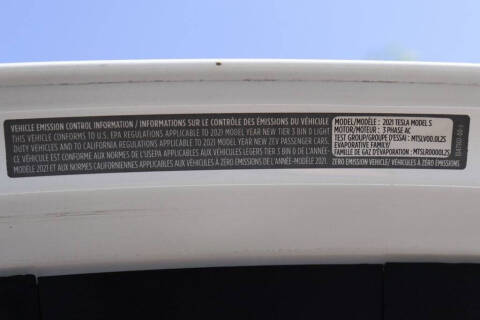 VEHICLE EMISSION CONTROL INFORMATION / INFORMATIONS SUR LE CONTRÔLE DES ÉMISSIONS DU VÉHICULE
THIS VEHICLE CONFORMS TO U.S. EPA REGULATIONS APPLICABLE TO 2021 MODEL YEAR NEW TIER 3 BIN 0 LIGHT
DUTY VEHICLES AND TO CALIFORNIA REGULATIONS APPLICABLE TO 2021 MODEL YEAR NEW ZEV PASSENGER CARS.
CE VÉHICULE EST CONFORME AUX NORMES DE L'USEPA APPLICABLES AUX VÉHICULES LEGERS TIER 3 BIN 0 DE L'ANNÉE-
MODÈLE 2021 ET AUX NORMES CALIFORNIENNES APPLICABLES AUX VÉHICULES À ZÉRO ÉMISSIONS DE L'ANNÉE-MODÈLE 2021.
MODEL/MODÈLE : 2021 TESLA MODEL S
MOTOR/MOTEUR : 3 PHASE AC
TEST GROUP/GROUPE D'ESSAI : MTSLV00.0L2S
EVAPORATIVE FAMILY/
FAMILLE DE GAZ D'ÉVAPORATION : MTSLR0000L2S
ZERO EMISSION VEHICLE/ VÉHICULES À ZÉRO ÉMISSIONS